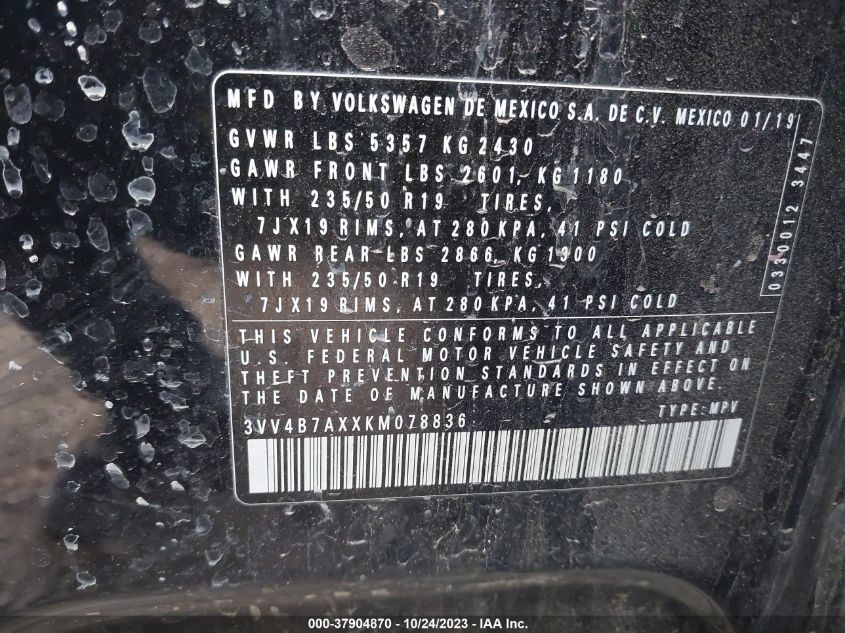 MFD BY VOLKSWAGEN DE MEXICO S.A. DE C.V. MEXICO 01/19
GVWR LBS 5357 KG 2430
GAWR FRONT LBS 2601, KG 1180
WITH 235/50 R19 TIRES,
7JX19 RIMS, AT 280 KPA, 41 PSI COLD
GAWR REAR LBS 2866, KG 1300
WITH 235/50 R19 TIRES,
7JX19 RIMS, AT 280 KPA, 41 PSI COLD
0330012 3447
THIS VEHICLE CONFORMS TO ALL APPLICABLE
U.S. FEDERAL MOTOR VEHICLE SAFETY AND
THEFT PREVENTION STANDARDS IN EFFECT ON
THE DATE OF MANUFACTURE SHOWN ABOVE.
3VV4B7AXXKM078836 TYPE: MPV
000-37904870 - 10/24/2023 - IAA Inc.